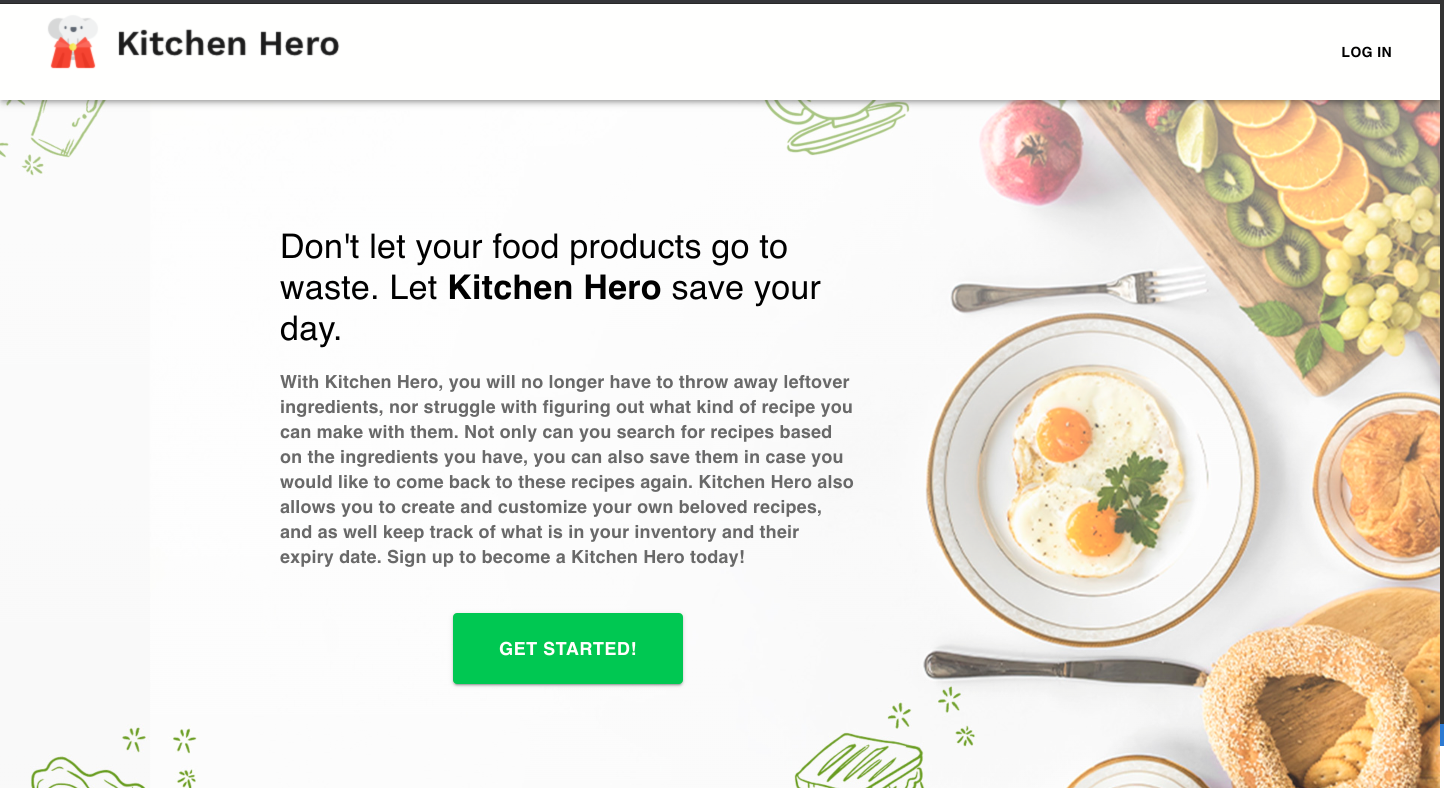 Kitchen Hero
LOG IN
Don't let your food products go to
waste. Let Kitchen Hero save your
day.
With Kitchen Hero, you will no longer have to throw away leftover
ingredients, nor struggle with figuring out what kind of recipe you
can make with them. Not only can you search for recipes based
on the ingredients you have, you can also save them in case you
would like to come back to these recipes again. Kitchen Hero also
allows you to create and customize your own beloved recipes,
and as well keep track of what is in your inventory and their
expiry date. Sign up to become a Kitchen Hero today!
GET STARTED!